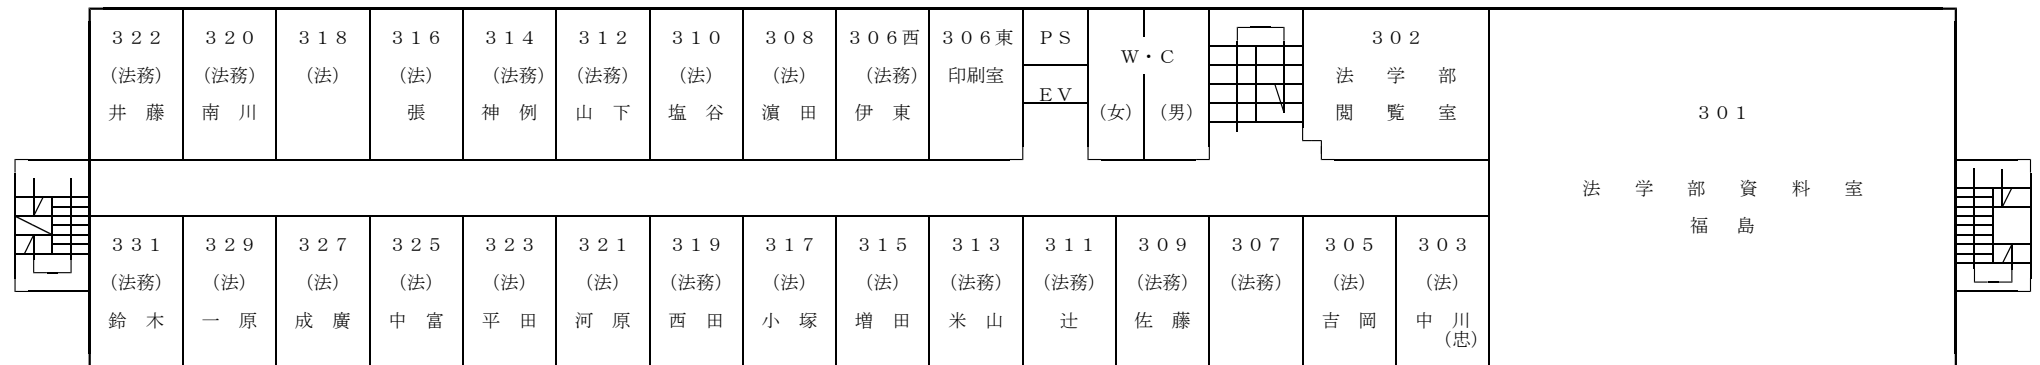 ３２２ ３２０ ３１８ ３１６ ３１４ ３１２ ３１０ ３０８ ３０６西 ３０６東 ＰＳ ３０２
（法務） （法務） （法） （法） （法務） （法務） （法） （法） （法務） 印刷室 Ｗ・Ｃ 法　学　部
井　藤 南　川 張 神　例 山　下 塩　谷 濵　田 伊　東 ＥＶ （女） （男） 閲　覧　室 ３０１
法　学　部　資　料　室
福　島
３３１ ３２９ ３２７ ３２５ ３２３ ３２１ ３１９ ３１７ ３１５ ３１３ ３１１ ３０９ ３０７ ３０５ ３０３
（法務） （法） （法） （法） （法） （法） （法務） （法） （法） （法務） （法務） （法務） （法務） （法） （法）
鈴　木 一　原 成　廣 中　富 平　田 河　原 西　田 小　塚 増　田 米　山 辻 佐　藤 吉　岡 中　川
（忠）